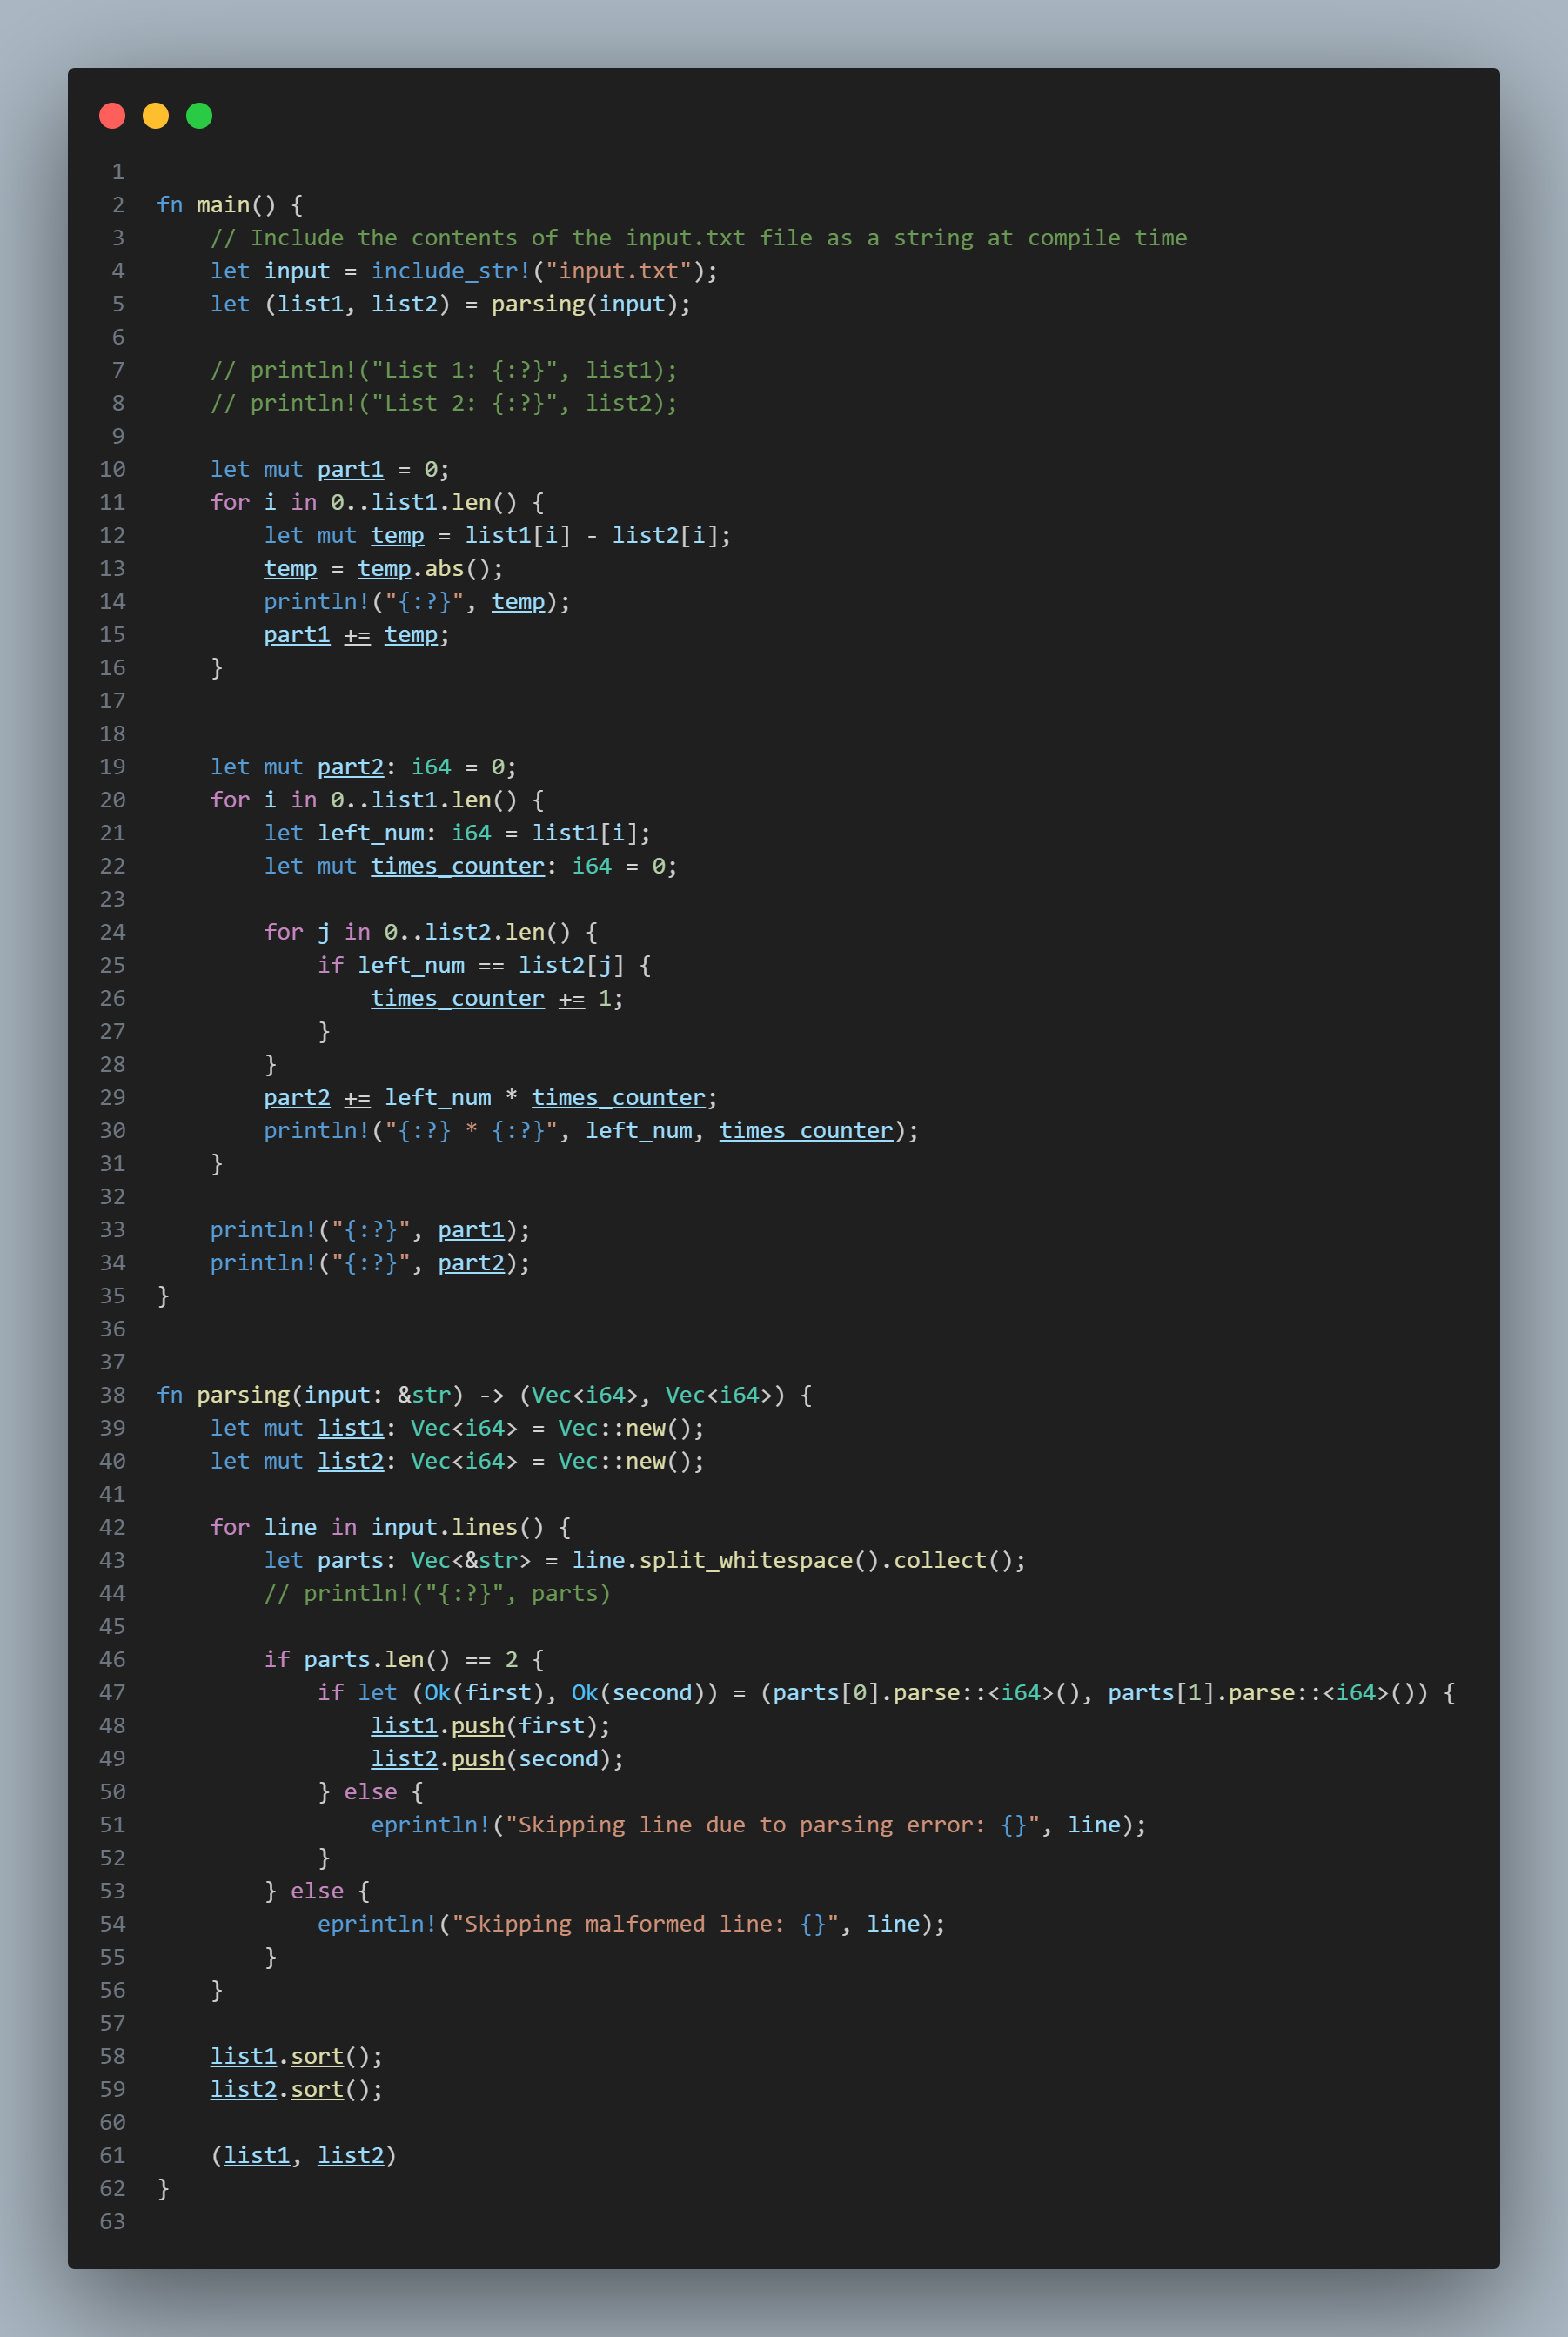 1
2 fn main() {
3     // Include the contents of the input.txt file as a string at compile time
4     let input = include_str!("input.txt");
5     let (list1, list2) = parsing(input);
6
7     // println!("List 1: {:?}", list1);
8     // println!("List 2: {:?}", list2);
9
10     let mut part1 = 0;
11     for i in 0..list1.len() {
12         let mut temp = list1[i] - list2[i];
13         temp = temp.abs();
14         println!("{:?}", temp);
15         part1 += temp;
16     }
17
18
19     let mut part2: i64 = 0;
20     for i in 0..list1.len() {
21         let left_num: i64 = list1[i];
22         let mut times_counter: i64 = 0;
23
24         for j in 0..list2.len() {
25             if left_num == list2[j] {
26                 times_counter += 1;
27             }
28         }
29         part2 += left_num * times_counter;
30         println!("{:?} * {:?}", left_num, times_counter);
31     }
32
33     println!("{:?}", part1);
34     println!("{:?}", part2);
35 }
36
37
38 fn parsing(input: &str) -> (Vec<i64>, Vec<i64>) {
39     let mut list1: Vec<i64> = Vec::new();
40     let mut list2: Vec<i64> = Vec::new();
41
42     for line in input.lines() {
43         let parts: Vec<&str> = line.split_whitespace().collect();
44         // println!("{:?}", parts)
45
46         if parts.len() == 2 {
47             if let (Ok(first), Ok(second)) = (parts[0].parse::<i64>(), parts[1].parse::<i64>()) {
48                 list1.push(first);
49                 list2.push(second);
50             } else {
51                 eprintln!("Skipping line due to parsing error: {}", line);
52             }
53         } else {
54             eprintln!("Skipping malformed line: {}", line);
55         }
56     }
57
58     list1.sort();
59     list2.sort();
60
61     (list1, list2)
62 }
63